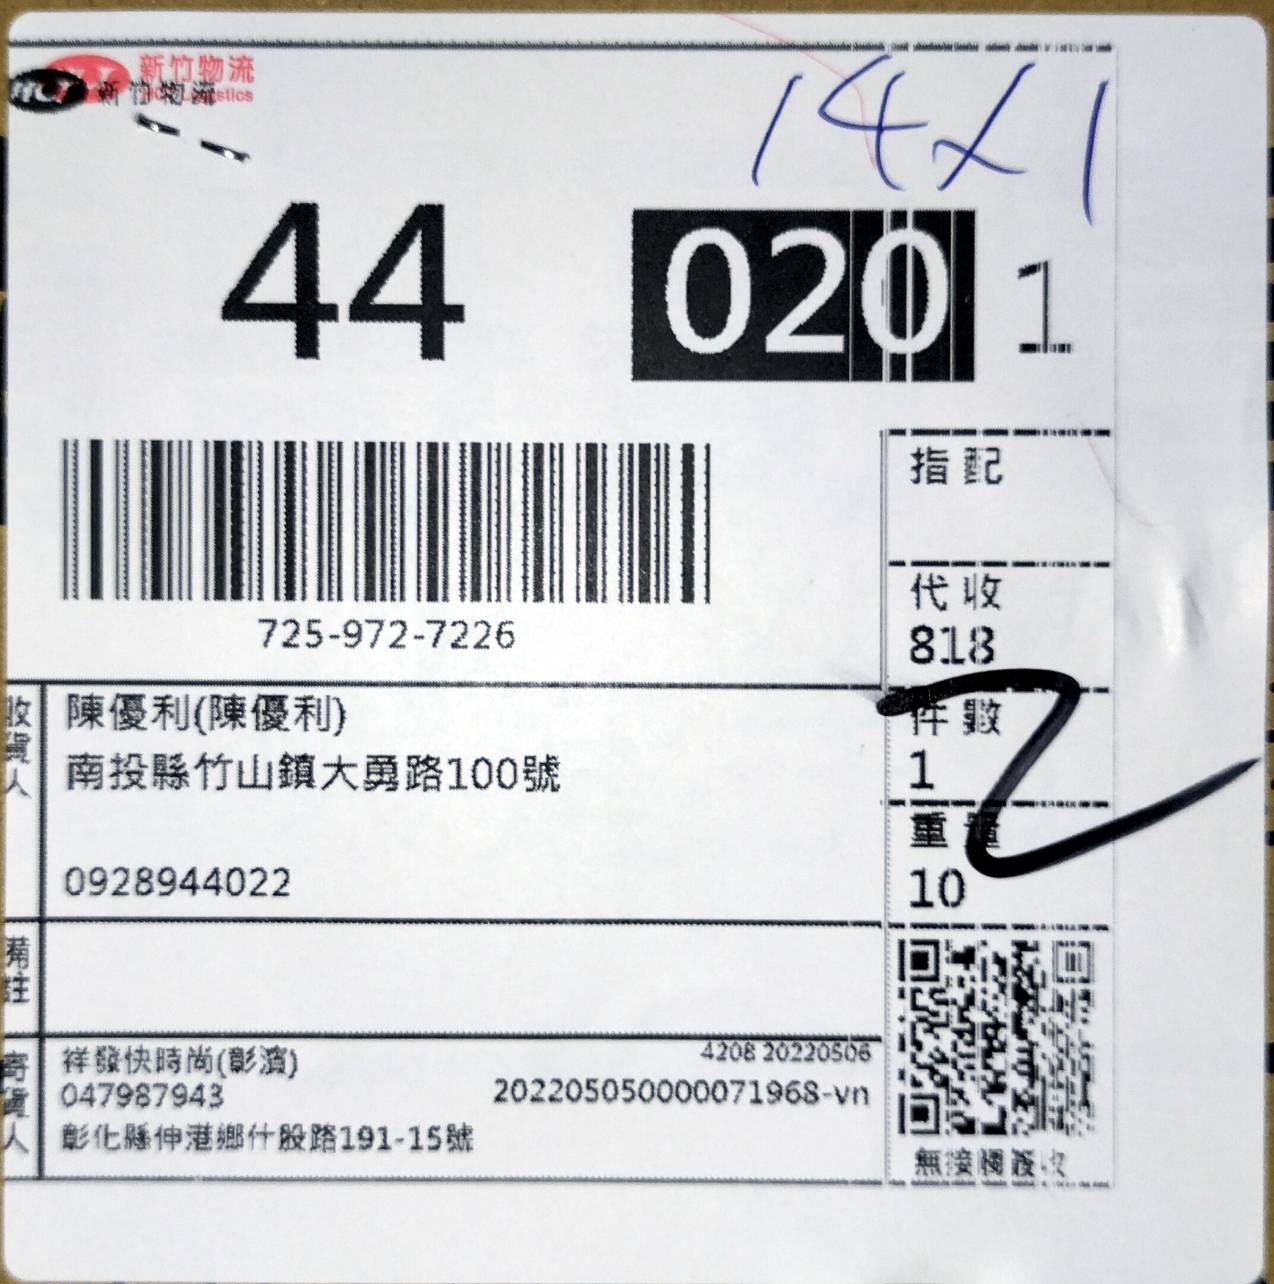 新竹物流
HCT Logistics
新竹物流
14 x 1
44
020
1
725-972-7226
指配
代收
818
件數
1
重量
10
2
收貨人
陳優利(陳優利)
南投縣竹山鎮大勇路100號
0928944022
備註
寄貨人
祥發快時尚(彰濱)
4208 20220506
047987943
202205050000071968-vn
彰化縣伸港鄉什股路191-15號
無接觸簽收